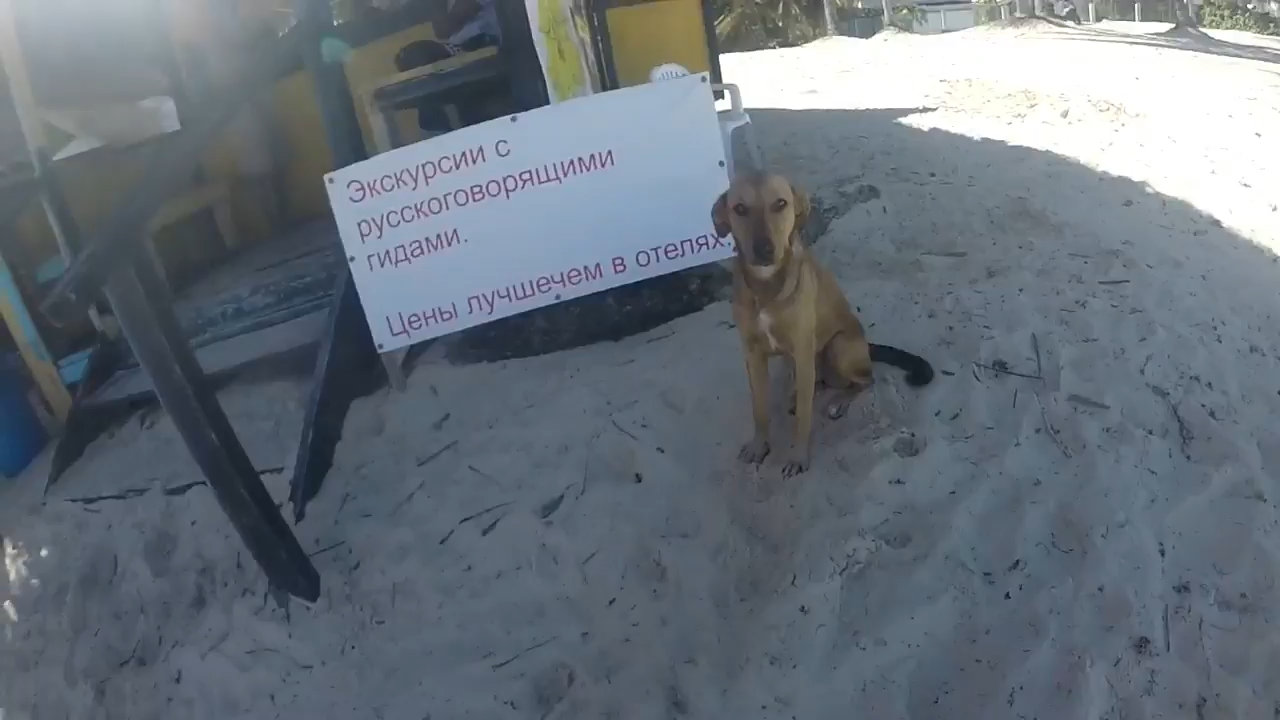 Экскурсии с
русскоговорящими
гидами.
Цены лучшечем в отелях.